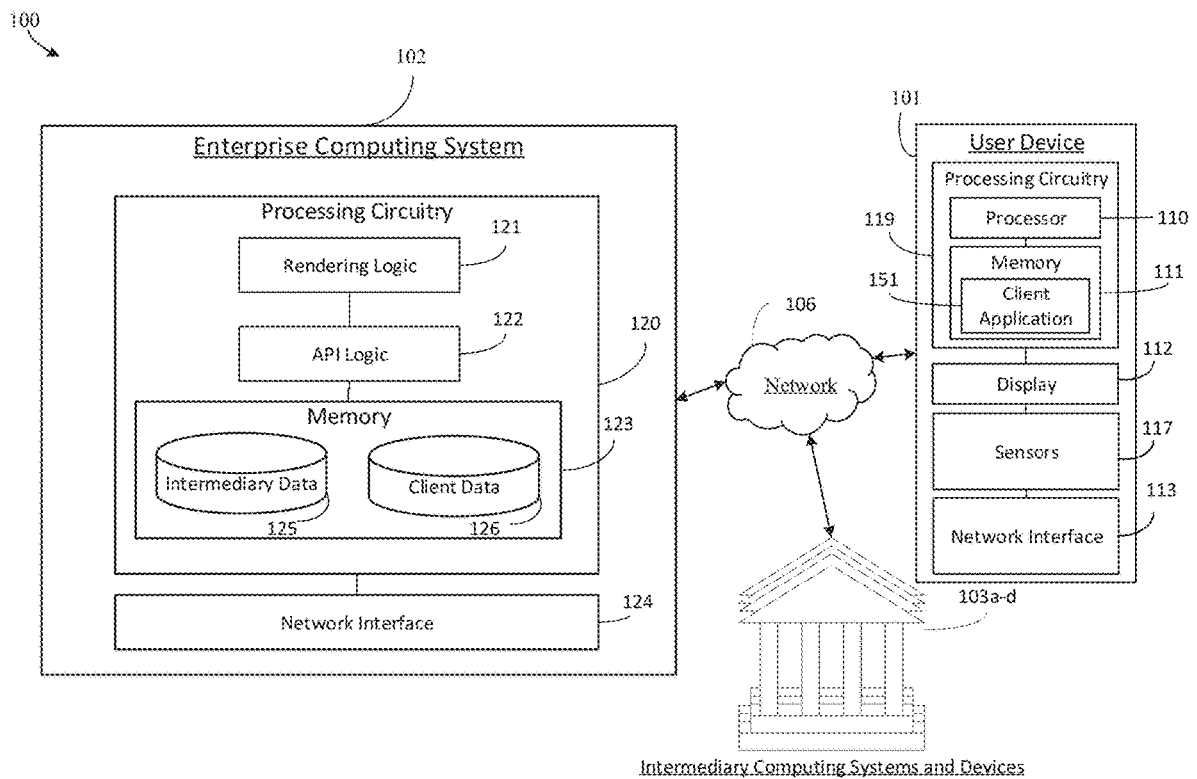 100
102
Enterprise Computing System
Processing Circuitry
121
Rendering Logic
122
API Logic
120
Memory
123
Intermediary Data
125
Client Data
126
124
Network Interface
106
Network
101
User Device
Processing Circuitry
Processor
110
119
Memory
111
151
Client
Application
112
Display
117
Sensors
113
Network Interface
103a-d
Intermediary Computing Systems and Devices